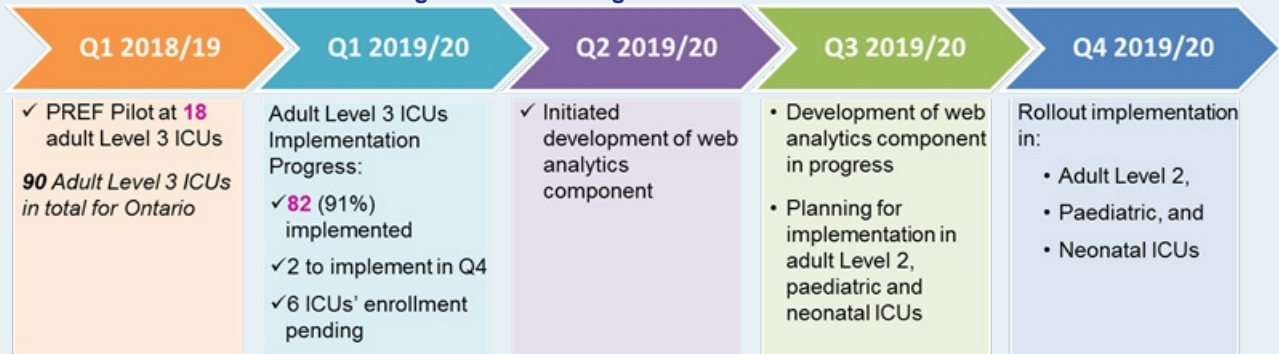 Q1 2018/19
Q1 2019/20
Q2 2019/20
Q3 2019/20
Q4 2019/20
✓ PREF Pilot at 18
adult Level 3 ICUs
90 Adult Level 3 ICUs
in total for Ontario
Adult Level 3 ICUs
Implementation
Progress:
✓82 (91%)
implemented
✓2 to implement in Q4
✓6 ICUs' enrollment
pending
✓ Initiated
development of web
analytics
component
• Development of web
analytics component
in progress
• Planning for
implementation in
adult Level 2,
paediatric and
neonatal ICUs
Rollout implementation
in:
• Adult Level 2,
• Paediatric, and
• Neonatal ICUs